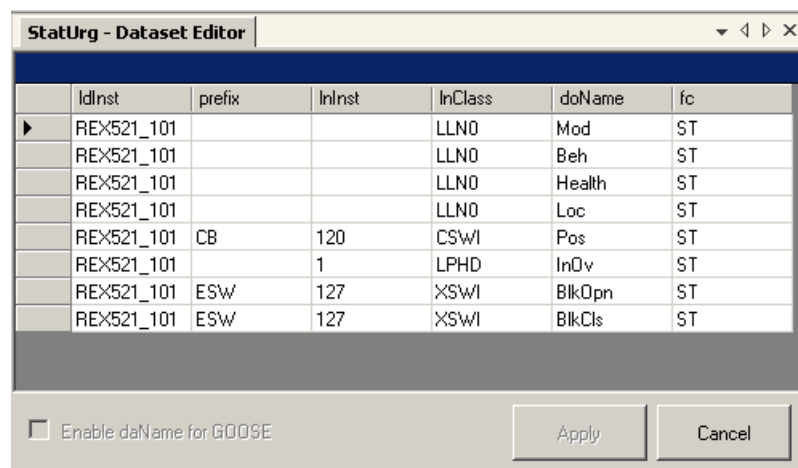 StatUrg - Dataset Editor
ldInst prefix lnInst lnClass doName fc
REX521_101 LLN0 Mod ST
REX521_101 LLN0 Beh ST
REX521_101 LLN0 Health ST
REX521_101 LLN0 Loc ST
REX521_101 CB 120 CSWI Pos ST
REX521_101 1 LPHD InOv ST
REX521_101 ESW 127 XSWI BlkOpn ST
REX521_101 ESW 127 XSWI BlkCls ST
Enable daName for GOOSE Apply Cancel